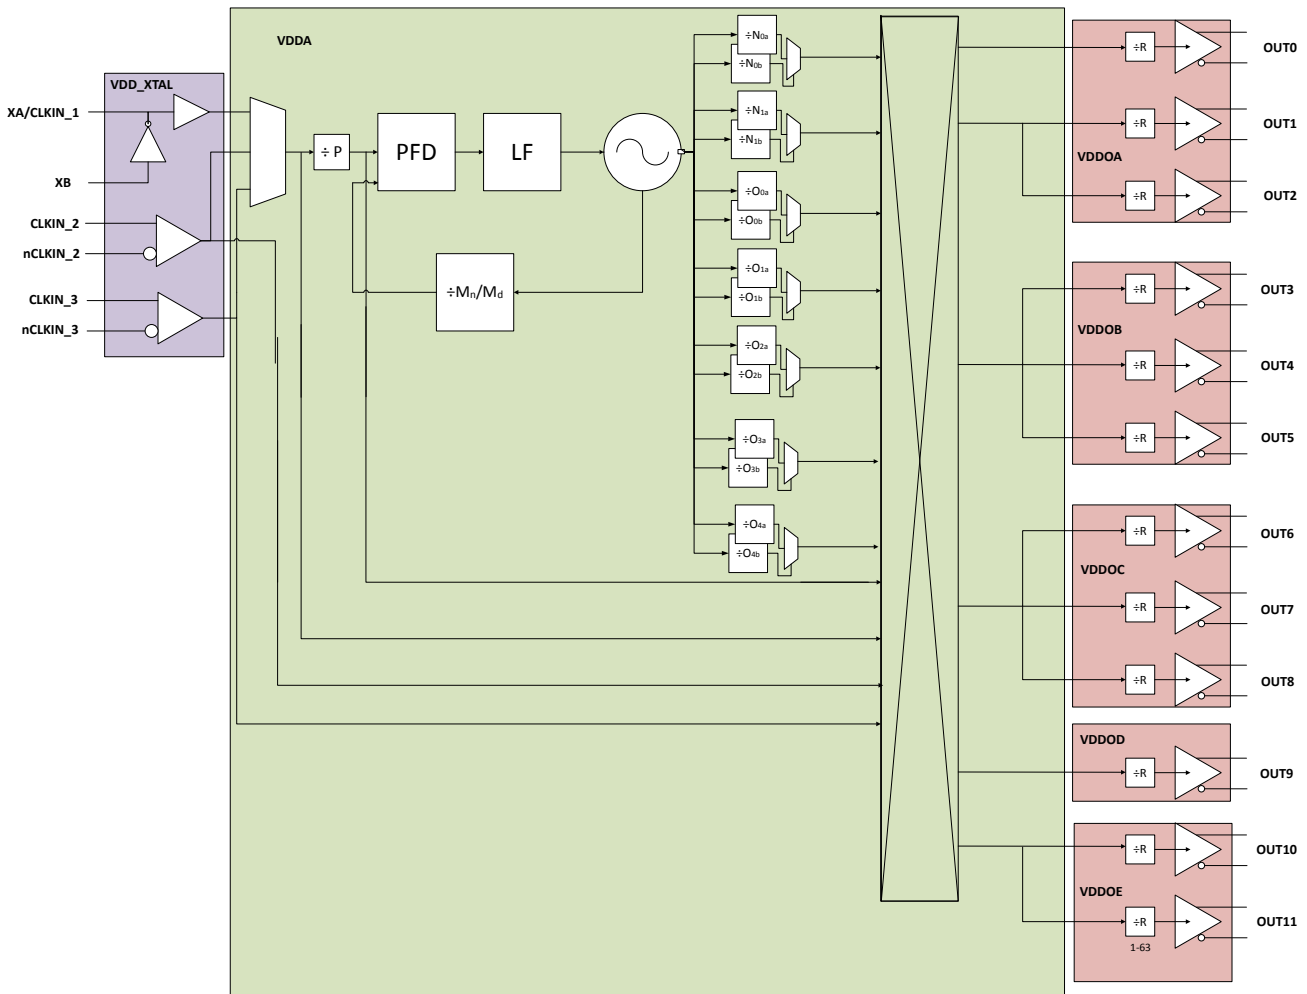 VDDA
VDD_XTAL
XA/CLKIN_1
XB
CLKIN_2
nCLKIN_2
CLKIN_3
nCLKIN_3
÷ P
PFD
LF
÷Mn/Md
÷N0a
÷N0b
÷N1a
÷N1b
÷O0a
÷O0b
÷O1a
÷O1b
÷O2a
÷O2b
÷O3a
÷O3b
÷O4a
÷O4b
÷R
OUT0
÷R
OUT1
VDDOA
÷R
OUT2
÷R
OUT3
VDDOB
÷R
OUT4
÷R
OUT5
÷R
OUT6
VDDOC
÷R
OUT7
÷R
OUT8
VDDOD
÷R
OUT9
÷R
OUT10
VDDOE
÷R
OUT11
1-63